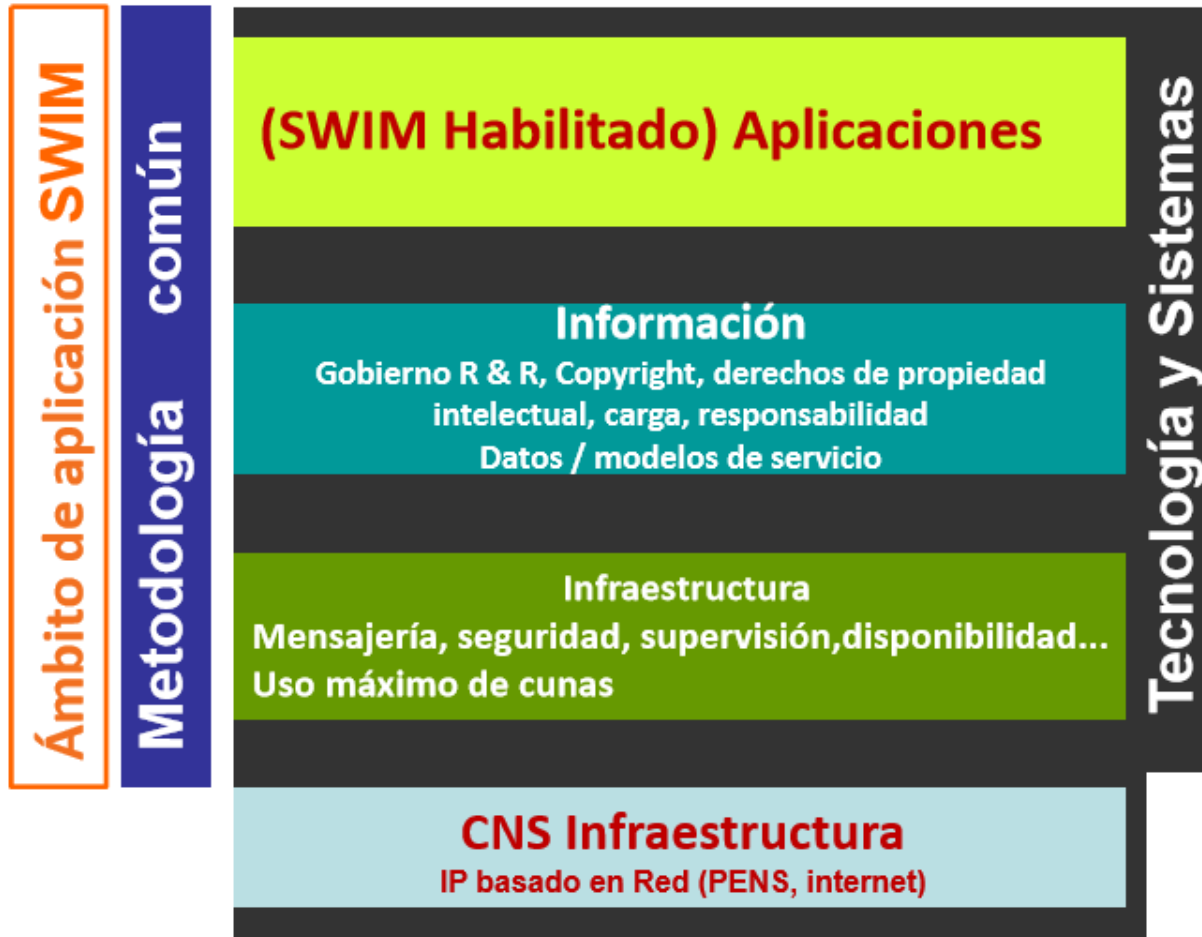 Ámbito de aplicación SWIM
Metodología común
(SWIM Habilitado) Aplicaciones
Información
Gobierno R & R, Copyright, derechos de propiedad
intelectual, carga, responsabilidad
Datos / modelos de servicio
Infraestructura
Mensajería, seguridad, supervisión,disponibilidad...
Uso máximo de cunas
CNS Infraestructura
IP basado en Red (PENS, internet)
Tecnología y Sistemas